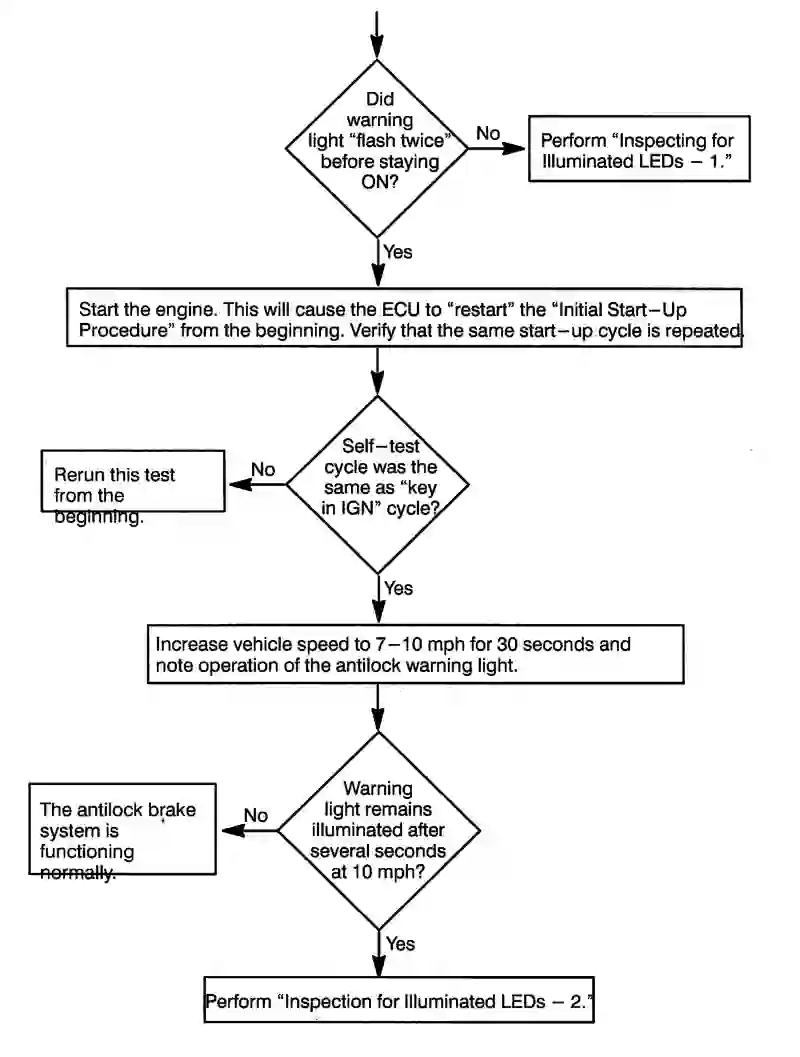 Did
warning
light “flash twice”
before staying
ON?
No
Perform “Inspecting for
Illuminated LEDs – 1.”
Yes
Start the engine. This will cause the ECU to “restart” the “Initial Start–Up
Procedure” from the beginning. Verify that the same start–up cycle is repeated.
Self–test
cycle was the
same as “key
in IGN” cycle?
No
Rerun this test
from the
beginning.
Yes
Increase vehicle speed to 7–10 mph for 30 seconds and
note operation of the antilock warning light.
Warning
light remains
illuminated after
several seconds
at 10 mph?
No
The antilock brake
system is
functioning
normally.
Yes
Perform “Inspection for Illuminated LEDs – 2.”